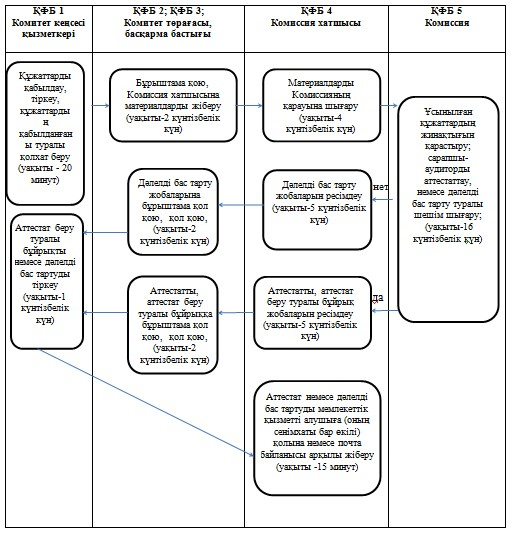 ҚФБ 1
Комитет кеңсесі
қызметкері
ҚФБ 2; ҚФБ 3;
Комитет төрағасы,
басқарма бастығы
ҚФБ 4
Комиссия хатшысы
ҚФБ 5
Комиссия
Құжаттарды
қабылдау,
тіркеу,
құжаттарды
ң
қабылданған
ы туралы
қолхат беру
(уақыты - 20
минут)
Бұрыштама қою,
Комиссия хатшысына
материалдарды жіберу
(уақыты-2 күнтізбелік
күн)
Материалдарды
Комиссияның
қарауына шығару
(уақыты-4
күнтізбелік күн)
Ұсынылған
құжаттардың
жинақтығын
қарастыру;
сарапшы-
аудиторды
аттестаттау,
немесе дәлелді
бас тарту туралы
шешім шығару;
(уақыты-16
күнтізбелік күн)
Дәлелді бас тарту
жобаларына
бұрыштама қол
қою, қол қою,
(уақыты-2
күнтізбелік күн)
Дәлелді бас тарту
жобаларын ресімдеу
(уақыты-5 күнтізбелік
күн)
нет
Аттестат беру
туралы
бұйрықты
немесе дәлелді
бас тартуды
тіркеу
(уақыты-1
күнтізбелік
күн)
Аттестатты,
аттестат беру
туралы бұйрыққа
бұрыштама қол
қою, қол қою,
(уақыты-2
күнтізбелік күн)
Аттестатты, аттестат
беру туралы бұйрық
жобаларын ресімдеу
(уақыты-5 күнтізбелік
күн)
да
Аттестат немесе дәлелді
бас тартуды мемлекеттік
қызметті алушыға (оның
сенімхаты бар өкілі)
қолына немесе почта
байланысы арқылы жіберу
(уақыты -15 минут)